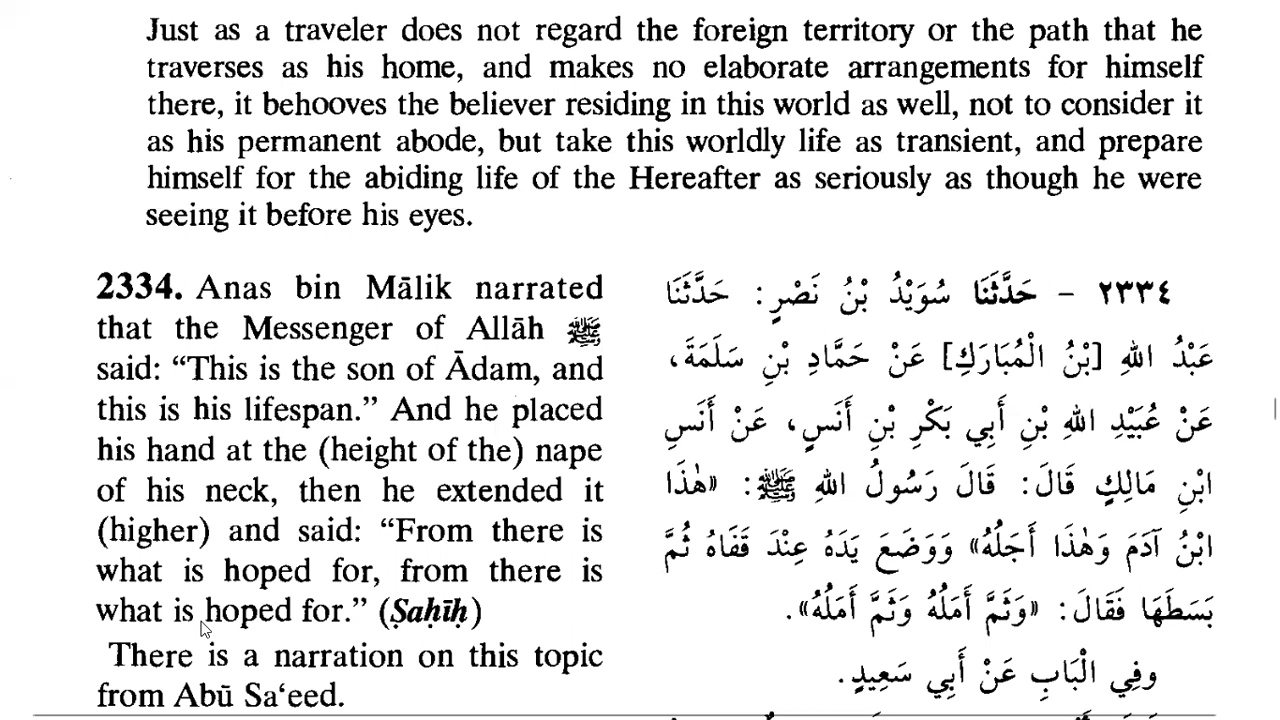 Just as a traveler does not regard the foreign territory or the path that he
traverses as his home, and makes no elaborate arrangements for himself
there, it behooves the believer residing in this world as well, not to consider it
as his permanent abode, but take this worldly life as transient, and prepare
himself for the abiding life of the Hereafter as seriously as though he were
seeing it before his eyes.
2334. Anas bin Mālik narrated
that the Messenger of Allāh ﷺ
said: “This is the son of Ādam, and
this is his lifespan.” And he placed
his hand at the (height of the) nape
of his neck, then he extended it
(higher) and said: “From there is
what is hoped for, from there is
what is hoped for.” (Ṣaḥīḥ)
There is a narration on this topic
from Abū Sa‘eed.
٢٣٣٤ - حَدَّثَنَا سُوَيْدُ بْنُ نَصْرٍ: حَدَّثَنَا
عَبْدُ اللهِ [بْنُ الْمُبَارَكِ] عَنْ حَمَّادِ بْنِ سَلَمَةَ،
عَنْ عُبَيْدِ اللهِ بْنِ أَبِي بَكْرِ بْنِ أَنَسٍ، عَنْ أَنَسِ
ابْنِ مَالِكٍ قَالَ: قَالَ رَسُولُ اللهِ ﷺ: «هٰذَا
ابْنُ آدَمَ وَهٰذَا أَجَلُهُ» وَوَضَعَ يَدَهُ عِنْدَ قَفَاهُ ثُمَّ
بَسَطَهَا فَقَالَ: «وَثَمَّ أَمَلُهُ وَثَمَّ أَمَلُهُ».
وفِي الْبَابِ عَنْ أَبِي سَعِيدٍ.